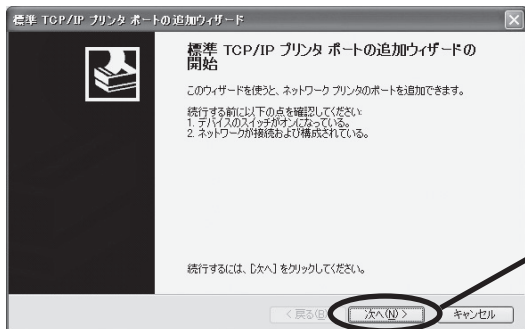 標準 TCP/IP プリンタ ポートの追加ウィザード
標準 TCP/IP プリンタ ポートの追加ウィザードの
開始
このウィザードを使うと、ネットワーク プリンタのポートを追加できます。
続行する前に以下の点を確認してください:
1. デバイスのスイッチがオンになっている。
2. ネットワークが接続および構成されている。
続行するには、[次へ] をクリックしてください。
< 戻る(B)
次へ(N) >
キャンセル